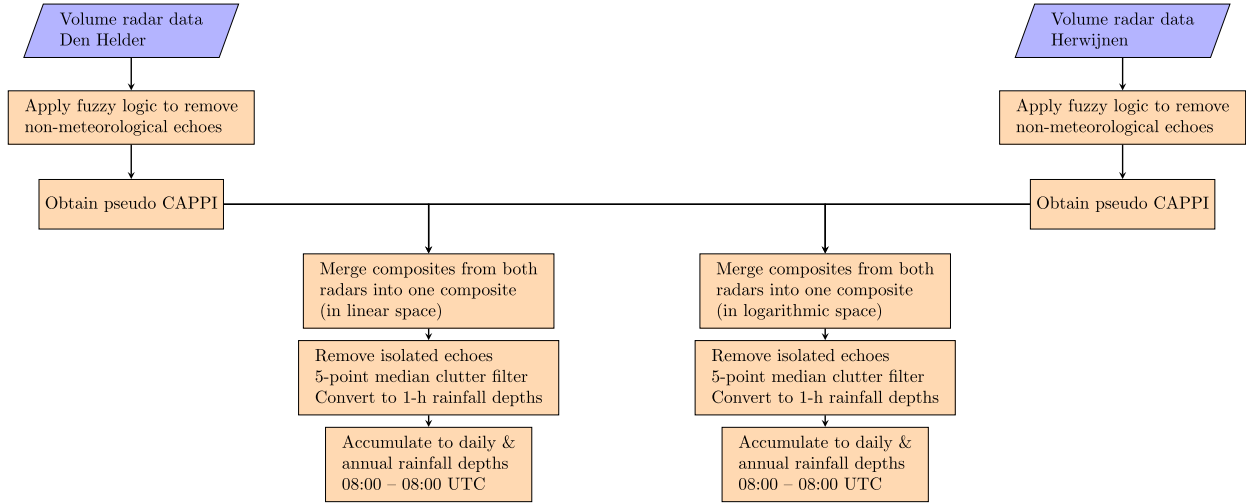 Volume radar data
Den Helder
Volume radar data
Herwijnen
Apply fuzzy logic to remove
non-meteorological echoes
Apply fuzzy logic to remove
non-meteorological echoes
Obtain pseudo CAPPI
Obtain pseudo CAPPI
Merge composites from both
radars into one composite
(in linear space)
Merge composites from both
radars into one composite
(in logarithmic space)
Remove isolated echoes
5-point median clutter filter
Convert to 1-h rainfall depths
Remove isolated echoes
5-point median clutter filter
Convert to 1-h rainfall depths
Accumulate to daily &
annual rainfall depths
08:00 – 08:00 UTC
Accumulate to daily &
annual rainfall depths
08:00 – 08:00 UTC